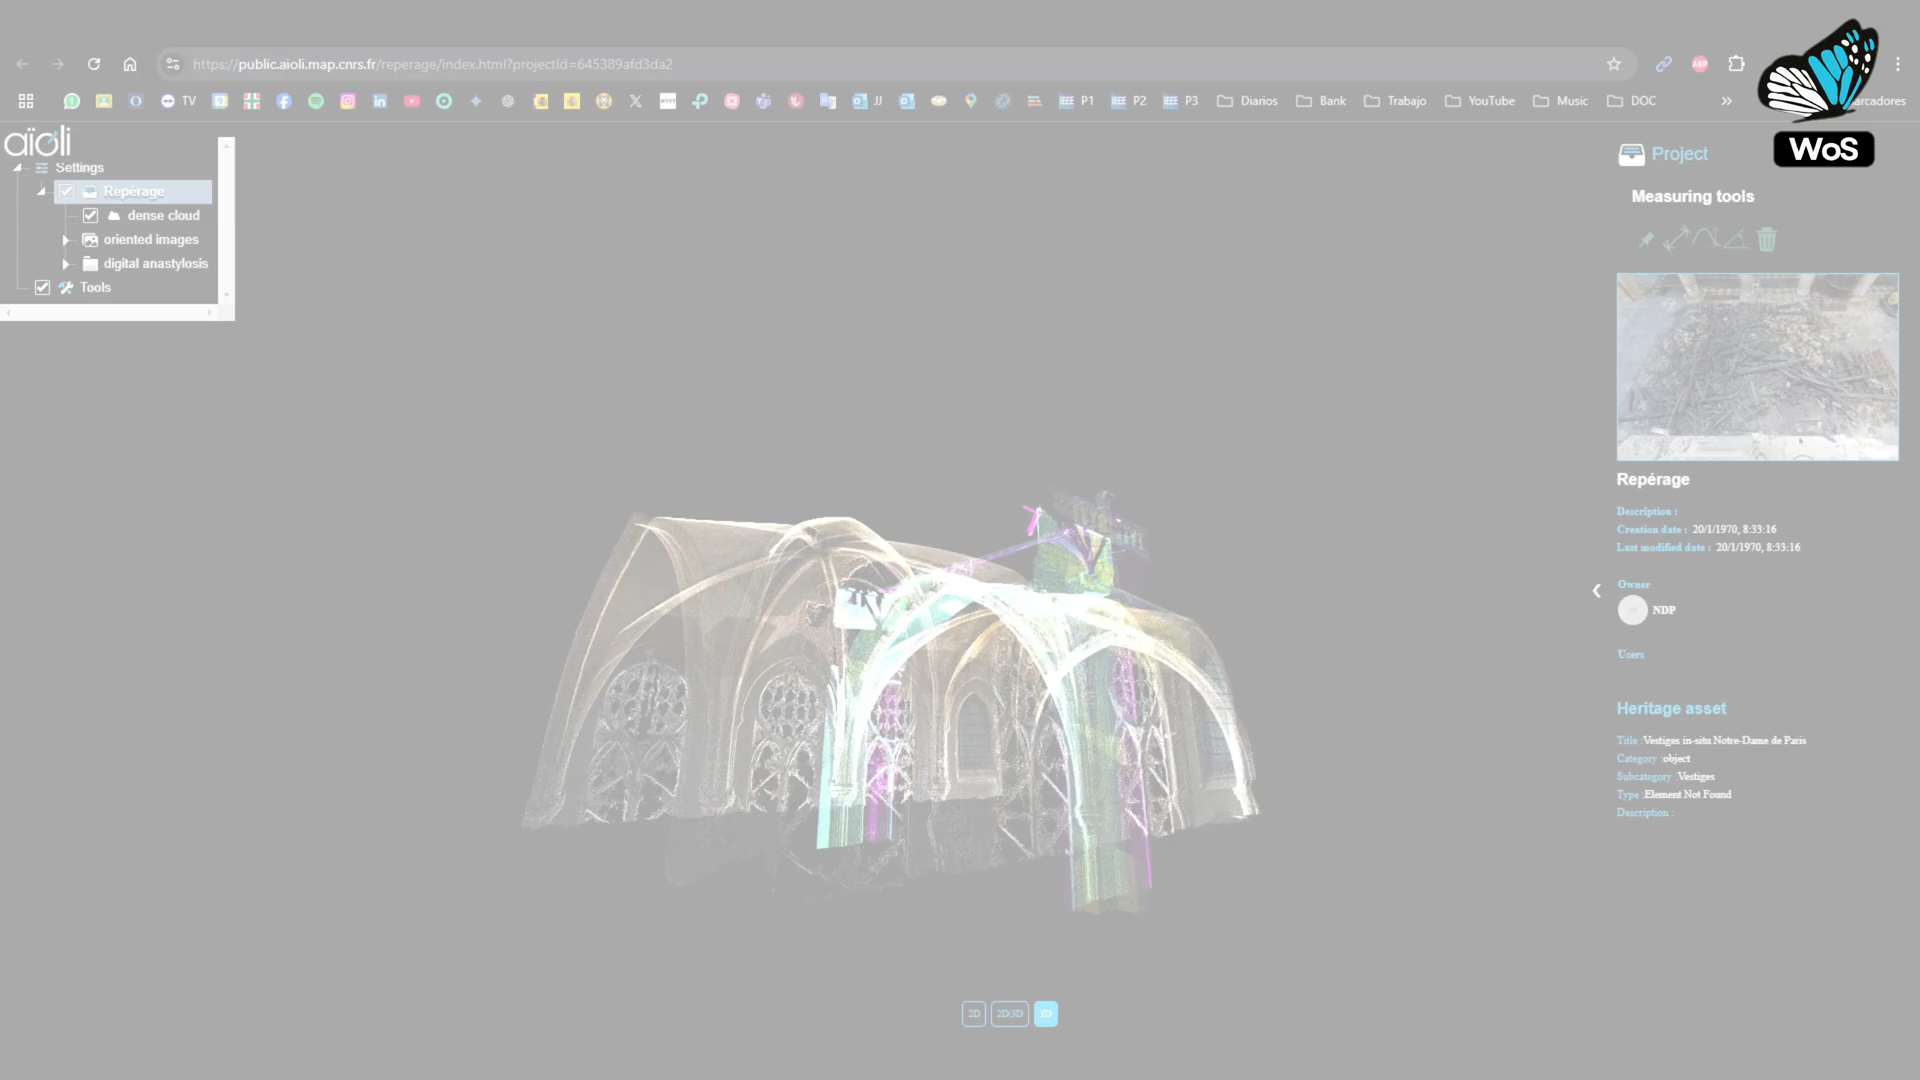 https://public.aioli.map.cnrs.fr/reperage/index.html?projectId=645389afd3da2
TV
JJ
P1
P2
P3
Diarios
Bank
Trabajo
YouTube
Music
DOC
»
WoS
aïoli
Settings
Repérage
dense cloud
oriented images
digital anastylosis
Tools
Project
Measuring tools
Repérage
Description :
Creation date : 20/1/1970, 8:33:16
Last modified date : 20/1/1970, 8:33:16
Owner
NDP
Users
Heritage asset
Title :Vestiges in-situ Notre-Dame de Paris
Category :object
Subcategory :Vestiges
Type :Element Not Found
Description :
2D
2D/3D
3D